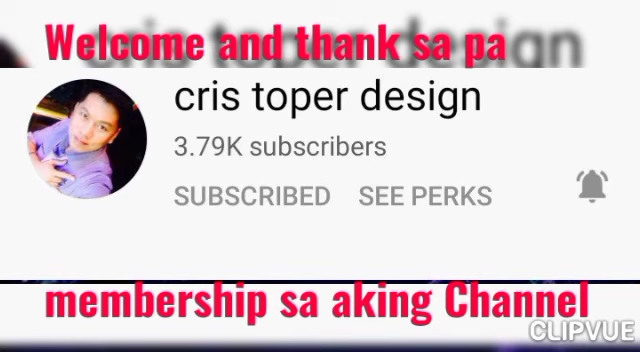 Welcome and thank sa pa
cris toper design
3.79K subscribers
SUBSCRIBED SEE PERKS
membership sa aking Channel
CLIPVUE